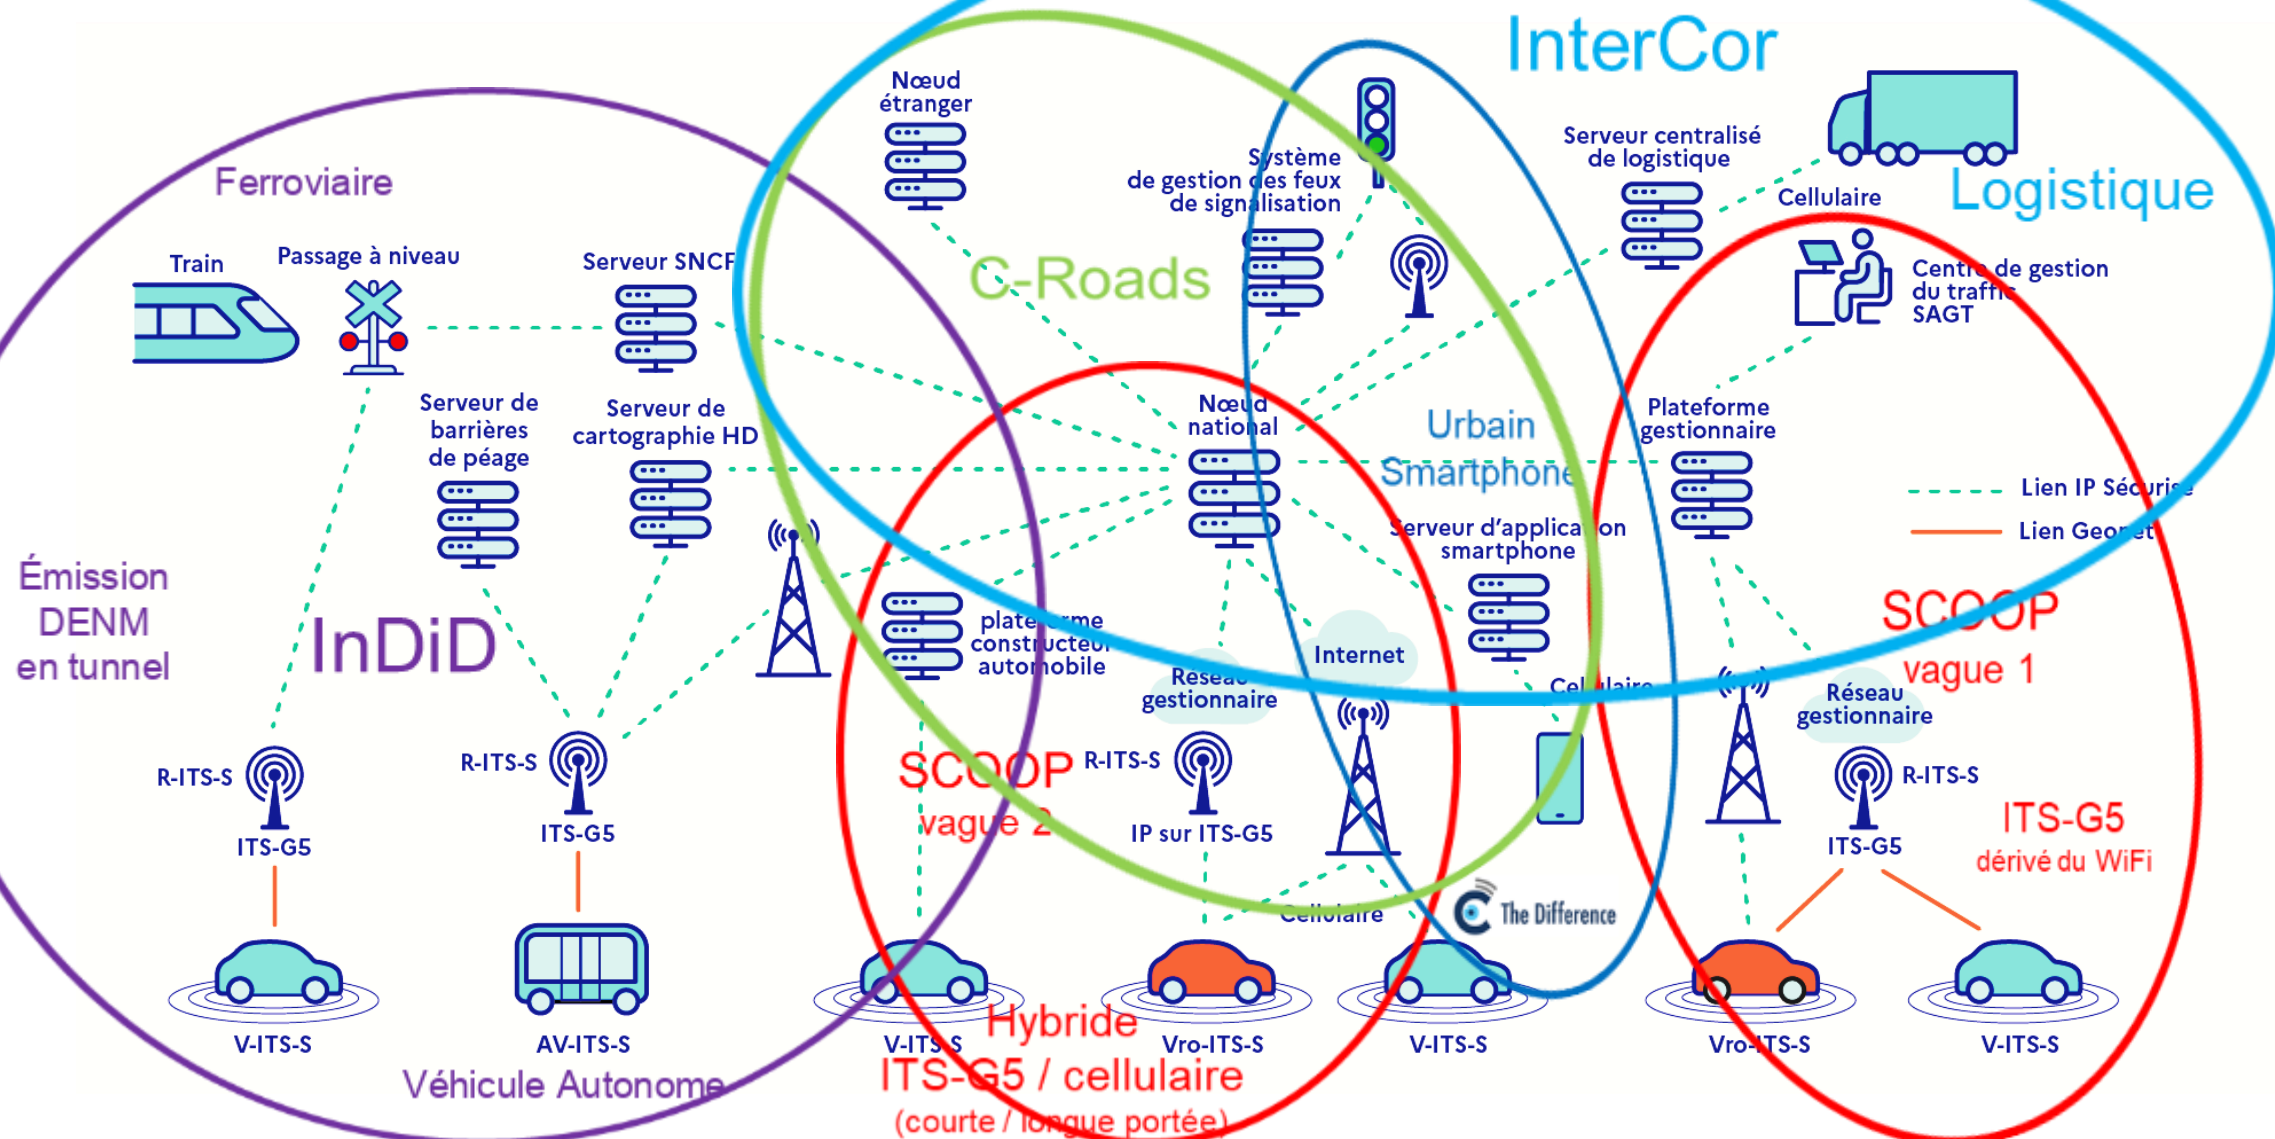 InterCor
Nœud
étranger
Serveur centralisé
de logistique
Système
de gestion des feux
de signalisation
Ferroviaire
Cellulaire
Logistique
Train
Passage à niveau
Serveur SNCF
C-Roads
Centre de gestion
du traffic
SAGT
Serveur de
barrières
de péage
Serveur de
cartographie HD
Nœud
national
Urbain
Smartphone
Plateforme
gestionnaire
Lien IP Sécurisé
Lien Geonet
Serveur d'application
smartphone
Émission
DENM
en tunnel
InDiD
plateforme
constructeur
automobile
Internet
SCOOP
vague 1
Réseau
gestionnaire
Cellulaire
Réseau
gestionnaire
R-ITS-S
ITS-G5
R-ITS-S
ITS-G5
SCOOP
vague 2
R-ITS-S
IP sur ITS-G5
R-ITS-S
ITS-G5
ITS-G5
dérivé du WiFi
Cellulaire
C The Difference
V-ITS-S
AV-ITS-S
V-ITS-S
Vro-ITS-S
V-ITS-S
Vro-ITS-S
V-ITS-S
Véhicule Autonome
Hybride
ITS-G5 / cellulaire
(courte / longue portée)